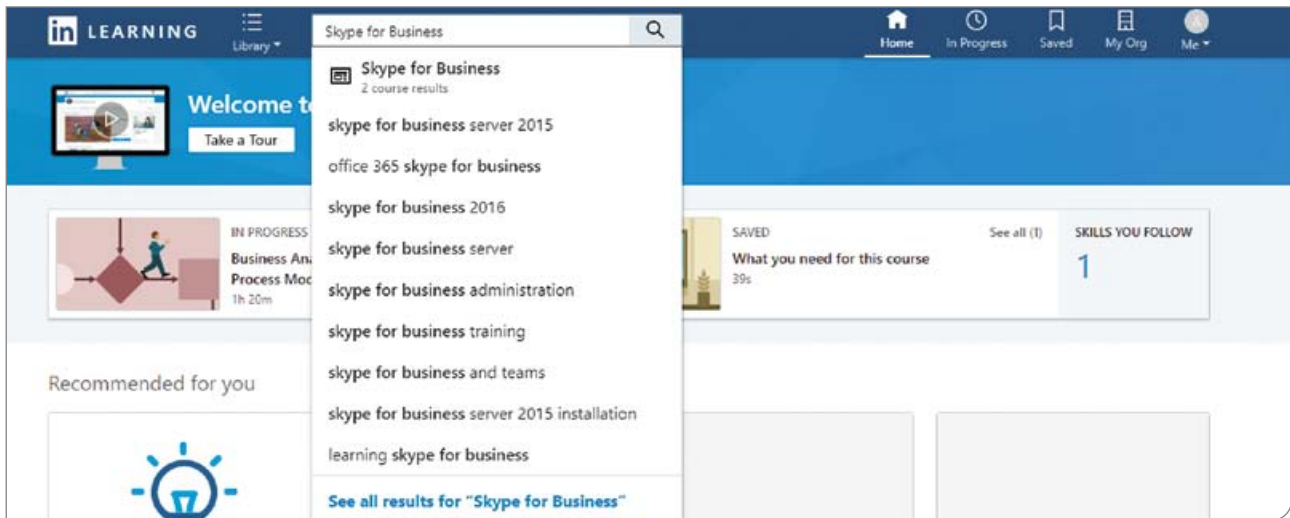 in LEARNING
Library
Skype for Business
Home
In Progress
Saved
My Org
Me
Skype for Business
2 course results
skype for business server 2015
office 365 skype for business
skype for business 2016
skype for business server
skype for business administration
skype for business training
skype for business and teams
skype for business server 2015 installation
learning skype for business
See all results for “Skype for Business”
Welcome
Take a Tour
IN PROGRESS
Business
Process
1h 20m
SAVED
See all (1)
What you need for this course
39s
SKILLS YOU FOLLOW
1
Recommended for you